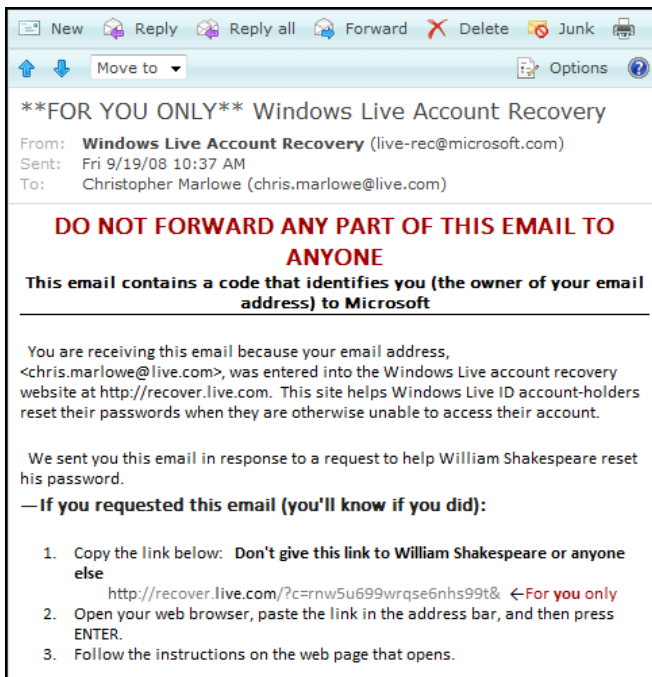 New Reply Reply all Forward Delete Junk
Move to Options
**FOR YOU ONLY** Windows Live Account Recovery
From: Windows Live Account Recovery (live-rec@microsoft.com)
Sent: Fri 9/19/08 10:37 AM
To: Christopher Marlowe (chris.marlowe@live.com)
DO NOT FORWARD ANY PART OF THIS EMAIL TO
ANYONE
This email contains a code that identifies you (the owner of your email
address) to Microsoft
You are receiving this email because your email address,
<chris.marlowe@live.com>, was entered into the Windows Live account recovery
website at http://recover.live.com. This site helps Windows Live ID account-holders
reset their passwords when they are otherwise unable to access their account.
We sent you this email in response to a request to help William Shakespeare reset
his password.
—If you requested this email (you'll know if you did):
1. Copy the link below: Don't give this link to William Shakespeare or anyone
else
http://recover.live.com/?c=rnw5u699wrqse6nhs99t& ←For you only
2. Open your web browser, paste the link in the address bar, and then press
ENTER.
3. Follow the instructions on the web page that opens.